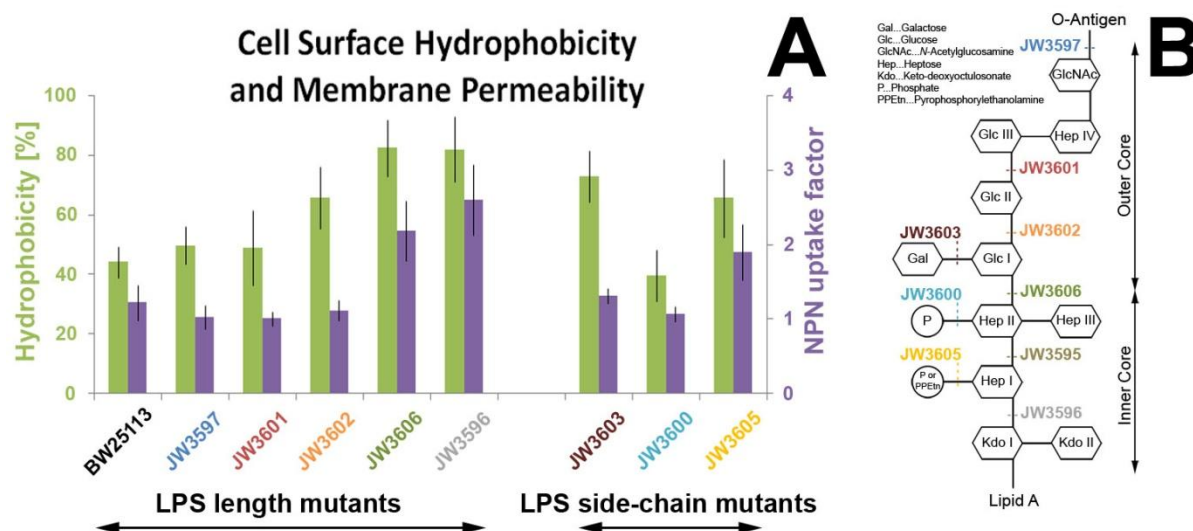 Cell Surface Hydrophobicity
and Membrane Permeability
A
Hydrophobicity [%]
100
80
60
40
20
0
NPN uptake factor
4
3
2
1
0
BW25113
JW3597
JW3601
JW3602
JW3606
JW3596
JW3603
JW3600
JW3605
LPS length mutants
LPS side-chain mutants
B
Gal...Galactose
Glc...Glucose
GlcNAc...N-Acetylglucosamine
Hep...Heptose
Kdo...Keto-deoxyoctulosonate
P...Phosphate
PPEtn...Pyrophosphorylethanolamine
O-Antigen
JW3597
GlcNAc
Glc III
Hep IV
JW3601
Glc II
JW3603
JW3602
Gal
Glc I
JW3600
JW3606
P
Hep II
Hep III
JW3605
JW3595
P or
PPEtn
Hep I
JW3596
Kdo I
Kdo II
Lipid A
Outer Core
Inner Core